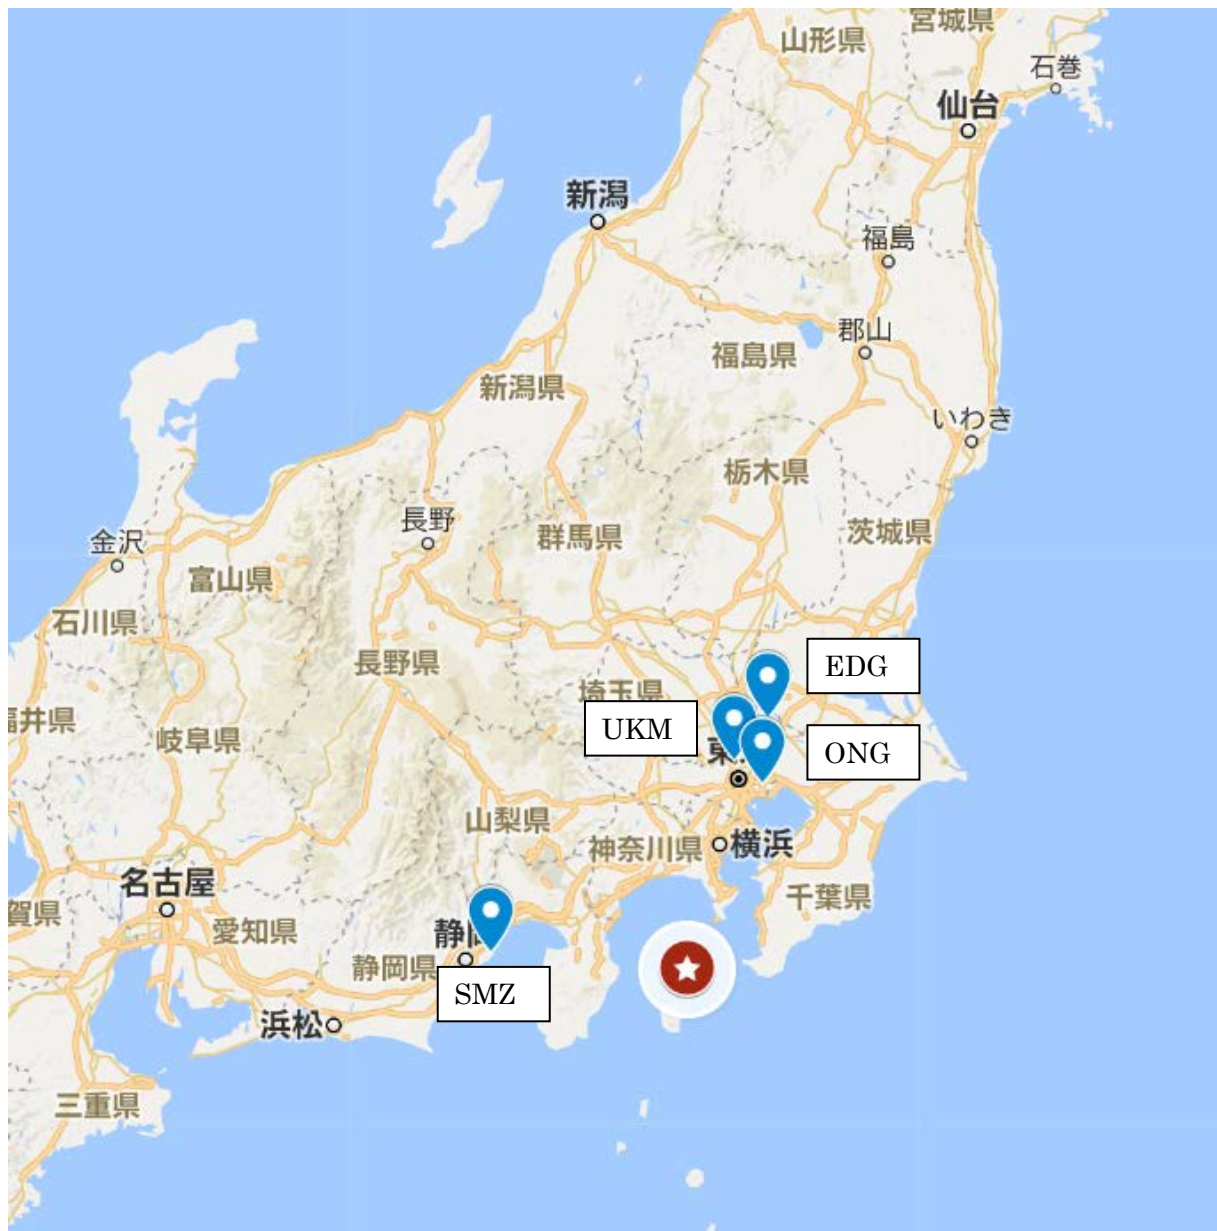 宮城県
山形県
石巻
仙台
新潟
福島
郡山
福島県
新潟県
いわき
栃木県
長野
群馬県
茨城県
金沢
富山県
石川県
長野県
EDG
埼玉県
福井県
UKM
岐阜県
ONG
山梨県
神奈川県
横浜
名古屋
千葉県
愛知県
静岡県
SMZ
浜松
三重県